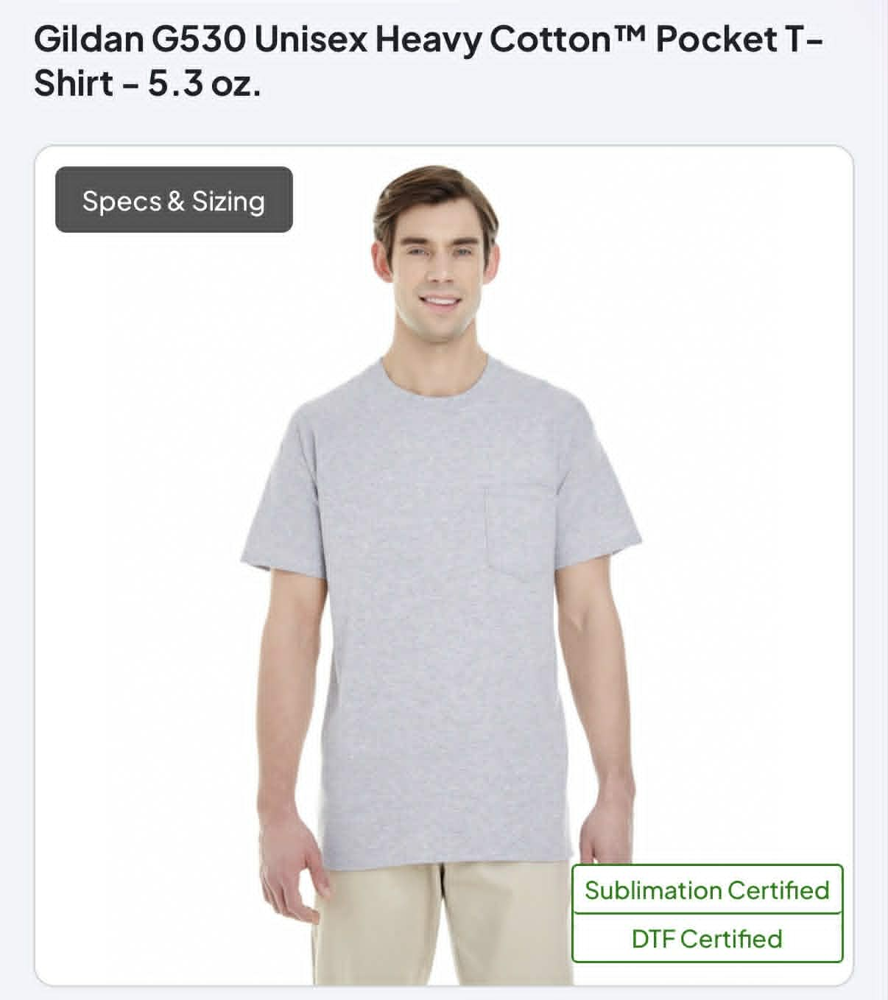 Gildan G530 Unisex Heavy Cotton™ Pocket T-
Shirt - 5.3 oz.
Specs & Sizing
Sublimation Certified
DTF Certified